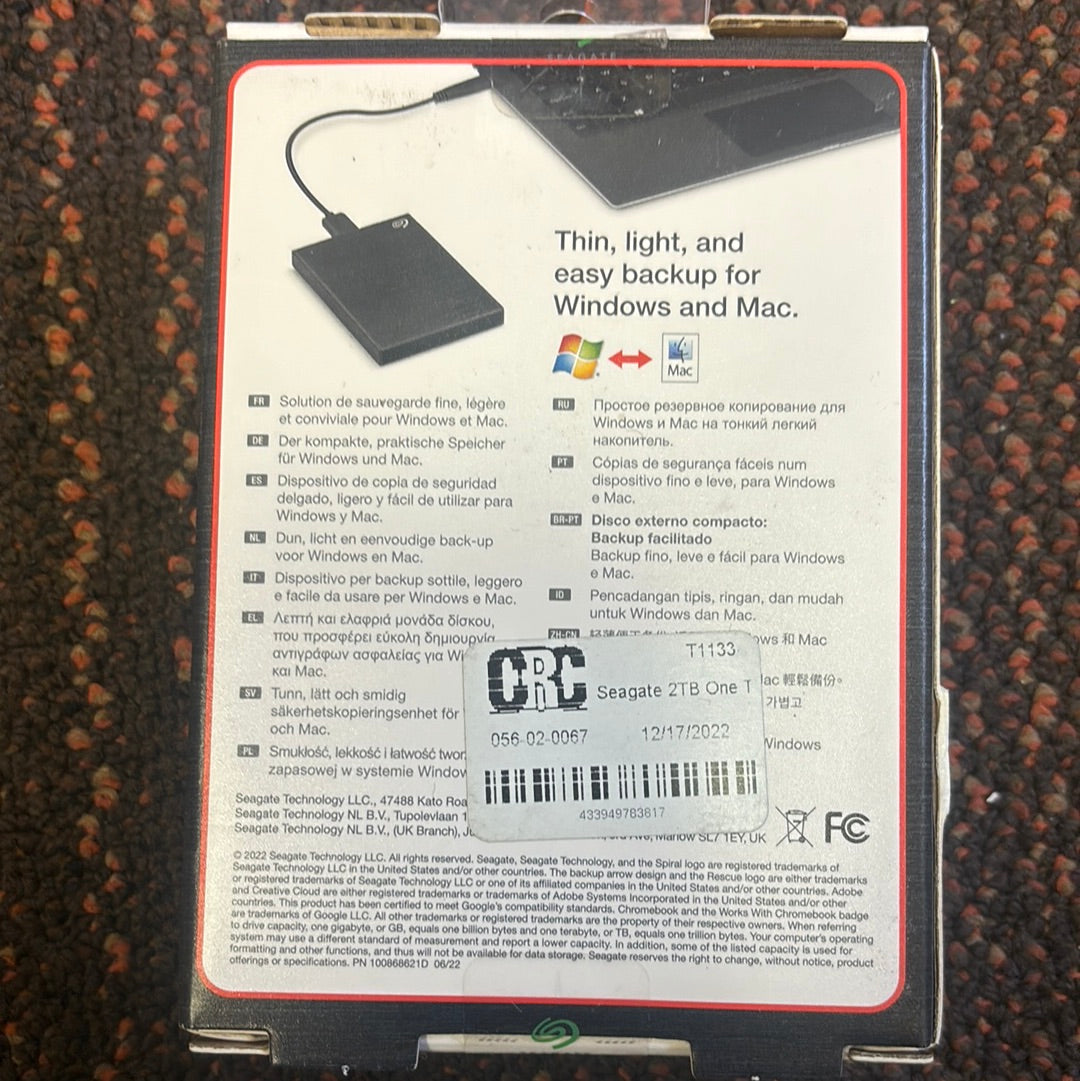 SEAGATE
Thin, light, and
easy backup for
Windows and Mac.
Mac
FR Solution de sauvegarde fine, légère
et conviviale pour Windows et Mac.
DE Der kompakte, praktische Speicher
für Windows und Mac.
ES Dispositivo de copia de seguridad
delgado, ligero y fácil de utilizar para
Windows y Mac.
NL Dun, licht en eenvoudige back-up
voor Windows en Mac.
IT Dispositivo per backup sottile, leggero
e facile da usare per Windows e Mac.
EL Λεπτή και ελαφριά μονάδα δίσκου,
που προσφέρει εύκολη δημιουργία
αντιγράφων ασφαλείας για Wi
και Mac.
SV Tunn, lätt och smidig
säkerhetskopieringsenhet för
och Mac.
PL Smukłość, lekkość i łatwość twor
zapasowej w systemie Window
RU Простое резервное копирование для
Windows и Mac на тонкий легкий
накопитель.
PT Cópias de segurança fáceis num
dispositivo fino e leve, para Windows
e Mac.
BR-PT Disco externo compacto:
Backup facilitado
Backup fino, leve e fácil para Windows
e Mac.
ID Pencadangan tipis, ringan, dan mudah
untuk Windows dan Mac.
ZH-CN ows 和 Mac
ac 輕鬆備份。
가볍고
Windows
CRC T1133
Seagate 2TB One T
056-02-0067 12/17/2022
433949783817
Seagate Technology LLC., 47488 Kato Roa
Seagate Technology NL B.V., Tupolevlaan 1
Seagate Technology NL B.V., (UK Branch), Marlow SL7 1EY, UK
FC
© 2022 Seagate Technology LLC. All rights reserved. Seagate, Seagate Technology, and the Spiral logo are registered trademarks of
Seagate Technology LLC in the United States and/or other countries. The backup arrow design and the Rescue logo are either trademarks
or registered trademarks of Seagate Technology LLC or one of its affiliated companies in the United States and/or other countries. Adobe
and Creative Cloud are either registered trademarks or trademarks of Adobe Systems Incorporated in the United States and/or other
countries. This product has been certified to meet Google's compatibility standards. Chromebook and the Works With Chromebook badge
are trademarks of Google LLC. All other trademarks or registered trademarks are the property of their respective owners. When referring
to drive capacity, one gigabyte, or GB, equals one billion bytes and one terabyte, or TB, equals one trillion bytes. Your computer's operating
system may use a different standard of measurement and report a lower capacity. In addition, some of the listed capacity is used for
formatting and other functions, and thus will not be available for data storage. Seagate reserves the right to change, without notice, product
offerings or specifications. PN 100868621D 06/22